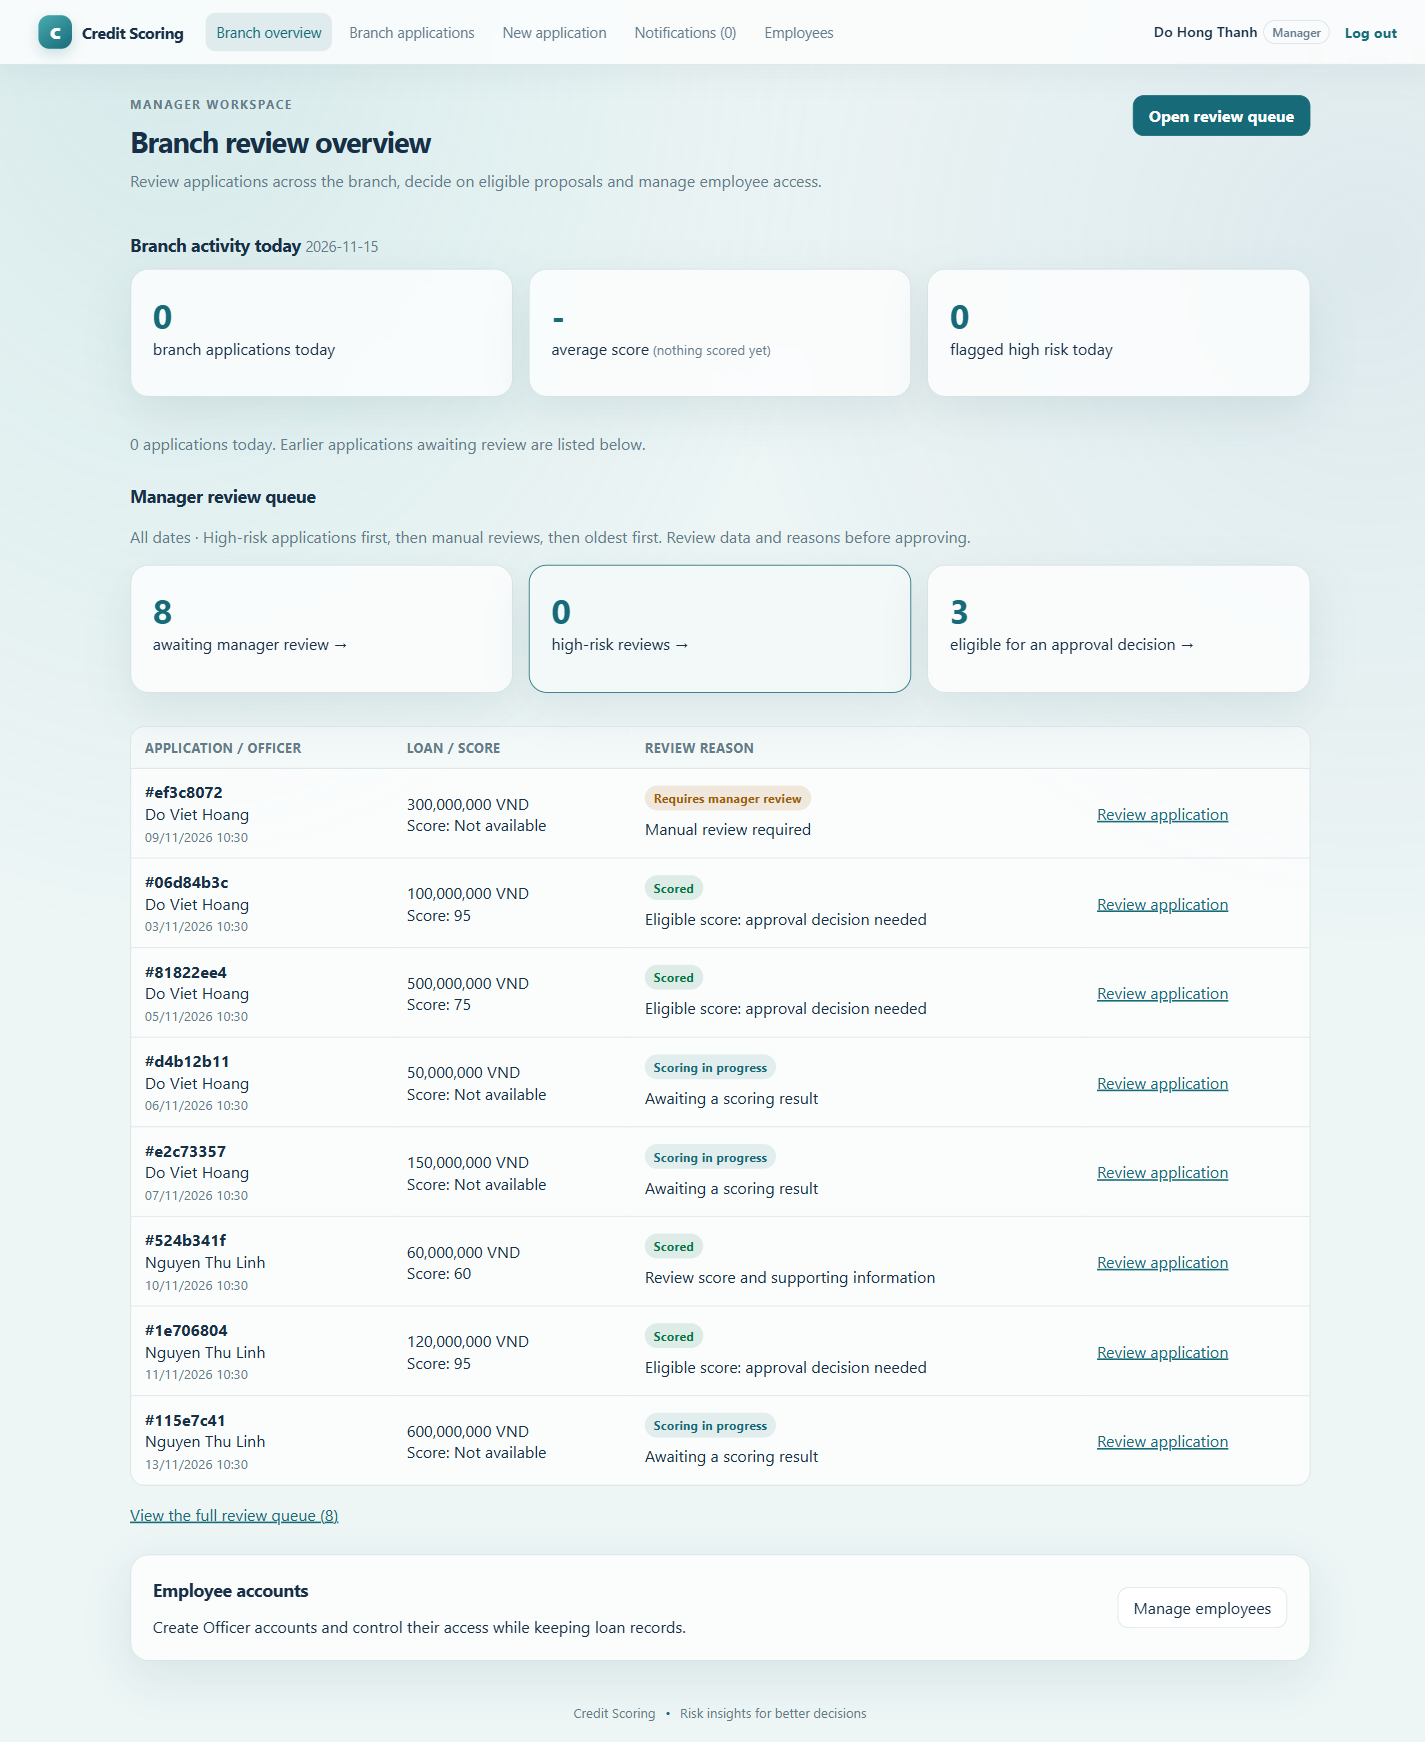 C Credit Scoring Branch overview Branch applications New application Notifications (0) Employees Do Hong Thanh Manager Log out
MANAGER WORKSPACE
Open review queue
Branch review overview
Review applications across the branch, decide on eligible proposals and manage employee access.
Branch activity today 2026-11-15
0
branch applications today
-
average score (nothing scored yet)
0
flagged high risk today
0 applications today. Earlier applications awaiting review are listed below.
Manager review queue
All dates · High-risk applications first, then manual reviews, then oldest first. Review data and reasons before approving.
8
awaiting manager review →
0
high-risk reviews →
3
eligible for an approval decision →
APPLICATION / OFFICER LOAN / SCORE REVIEW REASON
#ef3c8072
Do Viet Hoang
09/11/2026 10:30
300,000,000 VND
Score: Not available
Requires manager review
Manual review required
Review application
#06d84b3c
Do Viet Hoang
03/11/2026 10:30
100,000,000 VND
Score: 95
Scored
Eligible score: approval decision needed
Review application
#81822ee4
Do Viet Hoang
05/11/2026 10:30
500,000,000 VND
Score: 75
Scored
Eligible score: approval decision needed
Review application
#d4b12b11
Do Viet Hoang
06/11/2026 10:30
50,000,000 VND
Score: Not available
Scoring in progress
Awaiting a scoring result
Review application
#e2c73357
Do Viet Hoang
07/11/2026 10:30
150,000,000 VND
Score: Not available
Scoring in progress
Awaiting a scoring result
Review application
#524b341f
Nguyen Thu Linh
10/11/2026 10:30
60,000,000 VND
Score: 60
Scored
Review score and supporting information
Review application
#1e706804
Nguyen Thu Linh
11/11/2026 10:30
120,000,000 VND
Score: 95
Scored
Eligible score: approval decision needed
Review application
#115e7c41
Nguyen Thu Linh
13/11/2026 10:30
600,000,000 VND
Score: Not available
Scoring in progress
Awaiting a scoring result
Review application
View the full review queue (8)
Employee accounts
Create Officer accounts and control their access while keeping loan records.
Manage employees
Credit Scoring • Risk insights for better decisions